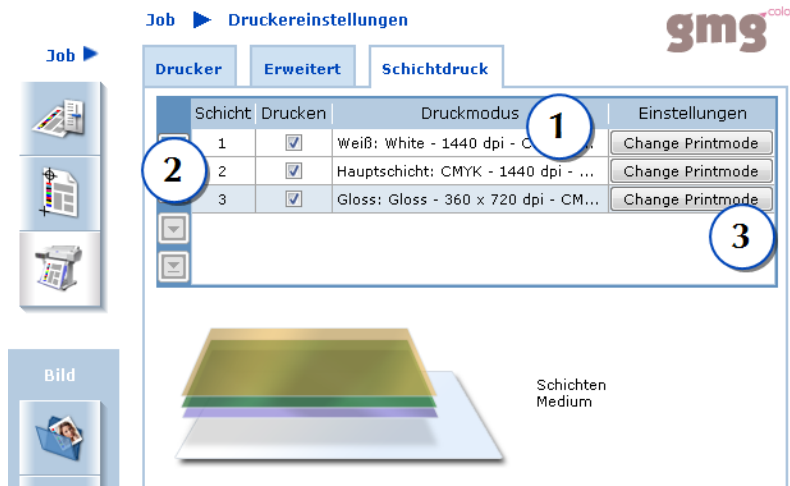 Job ▶ Druckereinstellungen
gmg color
Job ▶
Drucker Erweitert Schichtdruck
Schicht Drucken Druckmodus Einstellungen
1 Weiß: White - 1440 dpi - Change Printmode
2 Hauptschicht: CMYK - 1440 dpi - ... Change Printmode
3 Gloss: Gloss - 360 x 720 dpi - CM... Change Printmode
1
2
3
Bild
Schichten
Medium